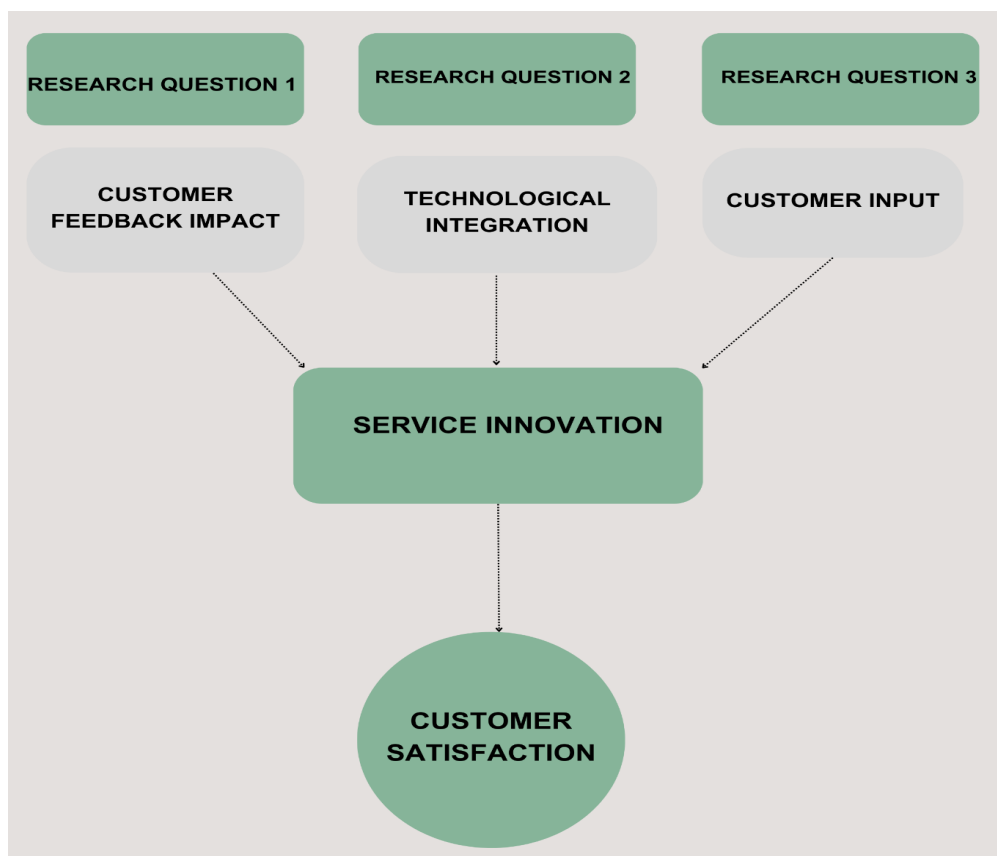 RESEARCH QUESTION 1
RESEARCH QUESTION 2
RESEARCH QUESTION 3
CUSTOMER
FEEDBACK IMPACT
TECHNOLOGICAL
INTEGRATION
CUSTOMER INPUT
SERVICE INNOVATION
CUSTOMER
SATISFACTION